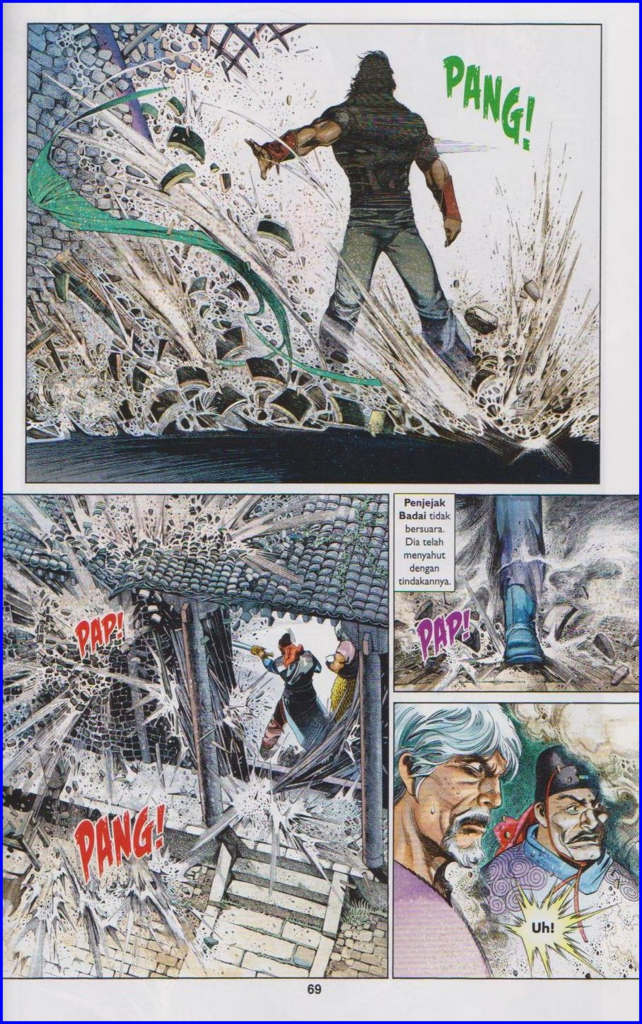 PANG!
PAP!
PANG!
Penjejak
Badai tidak
bersuara.
Dia telah
menyahut
dengan
tindakannya.
PAP!
Uh!
69